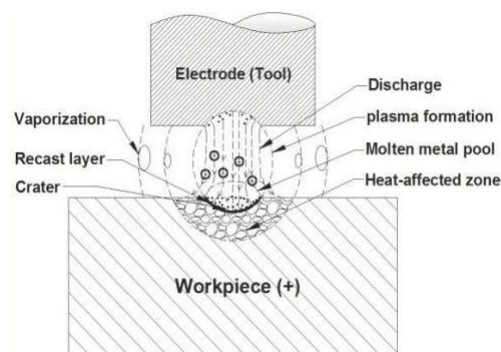 Electrode (Tool)
Discharge
plasma formation
Vaporization
Molten metal pool
Recast layer
Heat-affected zone
Crater
Workpiece (+)